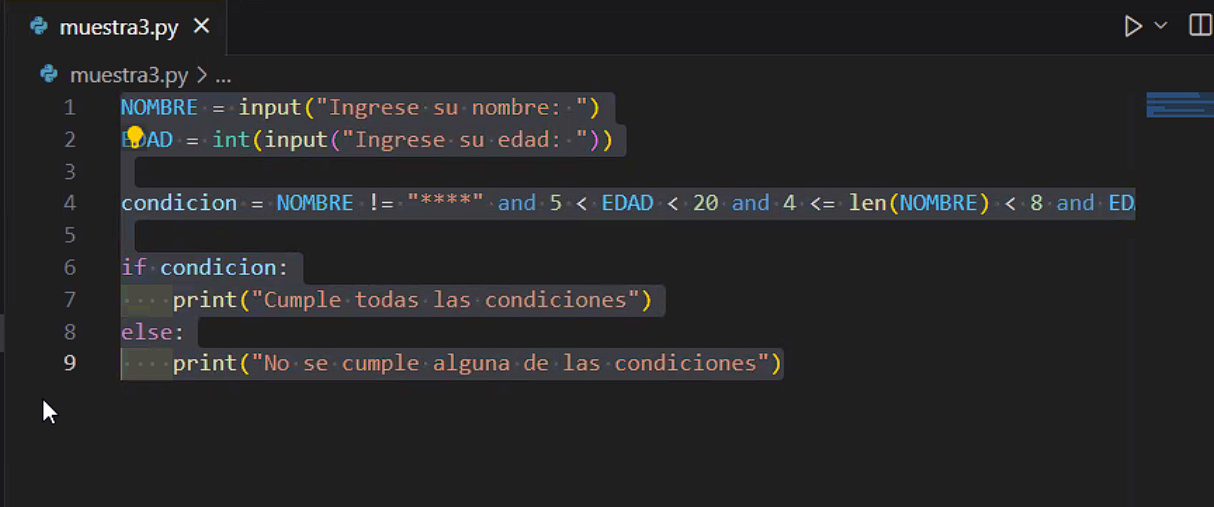 muestra3.py
muestra3.py > ...
1 NOMBRE = input("Ingrese su nombre: ")
2 EDAD = int(input("Ingrese su edad: "))
3
4 condicion = NOMBRE != "****" and 5 < EDAD < 20 and 4 <= len(NOMBRE) < 8 and
5
6 if condicion:
7     print("Cumple todas las condiciones")
8 else:
9     print("No se cumple alguna de las condiciones")